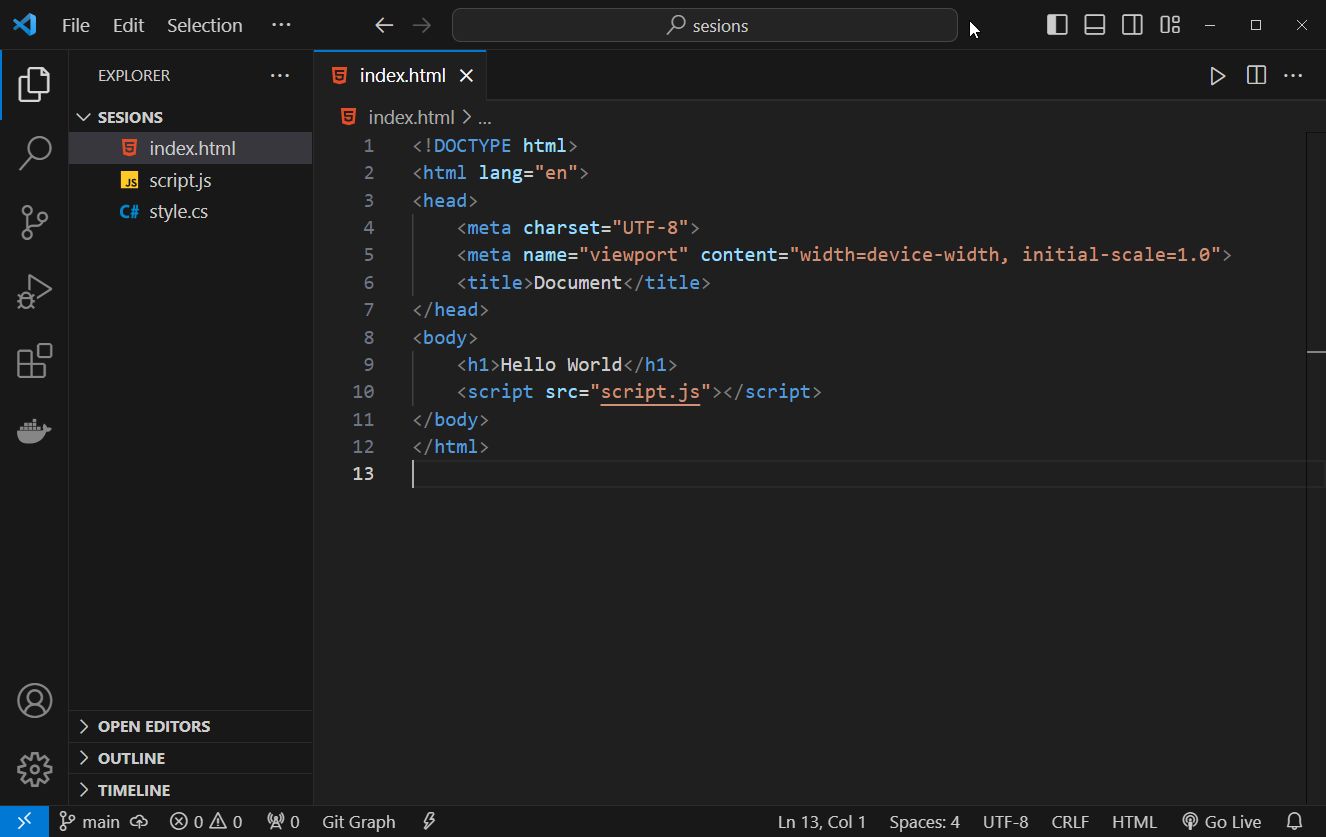 File Edit Selection ···
sesions
EXPLORER ···
SESIONS
index.html
JS script.js
C# style.cs
index.html
index.html > ...
1 <!DOCTYPE html>
2 <html lang="en">
3 <head>
4 <meta charset="UTF-8">
5 <meta name="viewport" content="width=device-width, initial-scale=1.0">
6 <title>Document</title>
7 </head>
8 <body>
9 <h1>Hello World</h1>
10 <script src="script.js"></script>
11 </body>
12 </html>
13
OPEN EDITORS
OUTLINE
TIMELINE
main 0 0 0 Git Graph Ln 13, Col 1 Spaces: 4 UTF-8 CRLF HTML Go Live